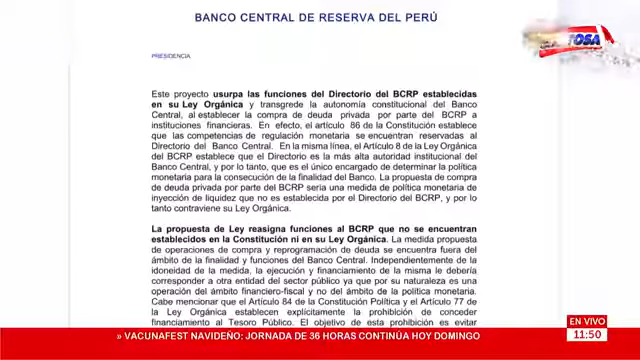 BANCO CENTRAL DE RESERVA DEL PERÚ
PRESIDENCIA
TOSA
Este proyecto usurpa las funciones del Directorio del BCRP establecidas
en su Ley Orgánica y transgrede la autonomía constitucional del Banco
Central, al establecer la compra de deuda privada por parte del BCRP a
instituciones financieras. En efecto, el artículo 86 de la Constitución establece
que las competencias de regulación monetaria se encuentran reservadas al
Directorio del Banco Central. En la misma línea, el Artículo 8 de la Ley Orgánica
del BCRP establece que el Directorio es la más alta autoridad institucional del
Banco Central, y por lo tanto, que es el único encargado de determinar la política
monetaria para la consecución de la finalidad del Banco. La propuesta de compra
de deuda privada por parte del BCRP seria una medida de política monetaria de
inyección de liquidez que no es establecida por el Directorio del BCRP, y por lo
tanto contraviene su Ley Orgánica.
La propuesta de Ley reasigna funciones al BCRP que no se encuentran
establecidos en la Constitución ni en su Ley Orgánica. La medida propuesta
de operaciones de compra y reprogramación de deuda se encuentra fuera del
ámbito de la finalidad y funciones del Banco Central. Independientemente de la
idoneidad de la medida, la ejecución y financiamiento de la misma le debería
corresponder a otra entidad del sector público ya que por su naturaleza es una
operación del ámbito financiero-fiscal y no del ámbito de la politica monetaria.
Cabe mencionar que el Artículo 84 de la Constitución Política y el Artículo 77 de
la Ley Orgánica establecen explícitamente la prohibición de conceder
financiamiento al Tesoro Público. El objetivo de esta prohibición es evitar
EN VIVO
11:50
» VACUNAFEST NAVIDEÑO: JORNADA DE 36 HORAS CONTINÚA HOY DOMINGO